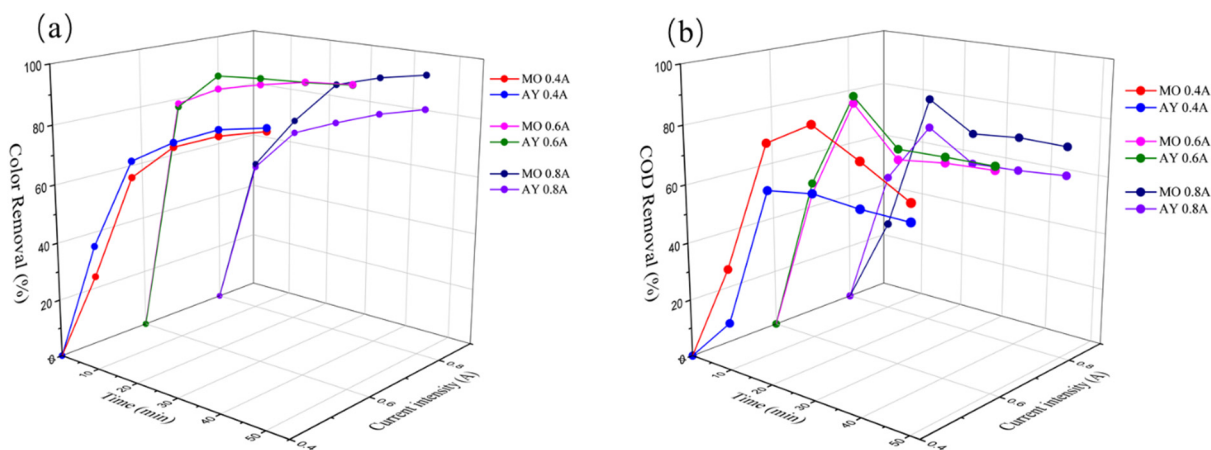 (a)
100
80
60
40
20
0
Color Removal (%)
10
20
30
40
50
Time (min)
0.4
0.6
0.8
Current intensity (A)
MO 0.4A
AY 0.4A
MO 0.6A
AY 0.6A
MO 0.8A
AY 0.8A
(b)
100
80
60
40
20
0
COD Removal (%)
10
20
30
40
50
Time (min)
0.4
0.6
0.8
Current intensity (A)
MO 0.4A
AY 0.4A
MO 0.6A
AY 0.6A
MO 0.8A
AY 0.8A